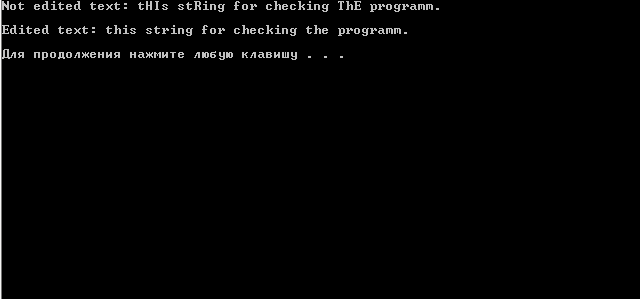 Not edited text: tHIs stRing for checking ThE programm.
Edited text: this string for checking the programm.
Для продолжения нажмите любую клавишу . . .